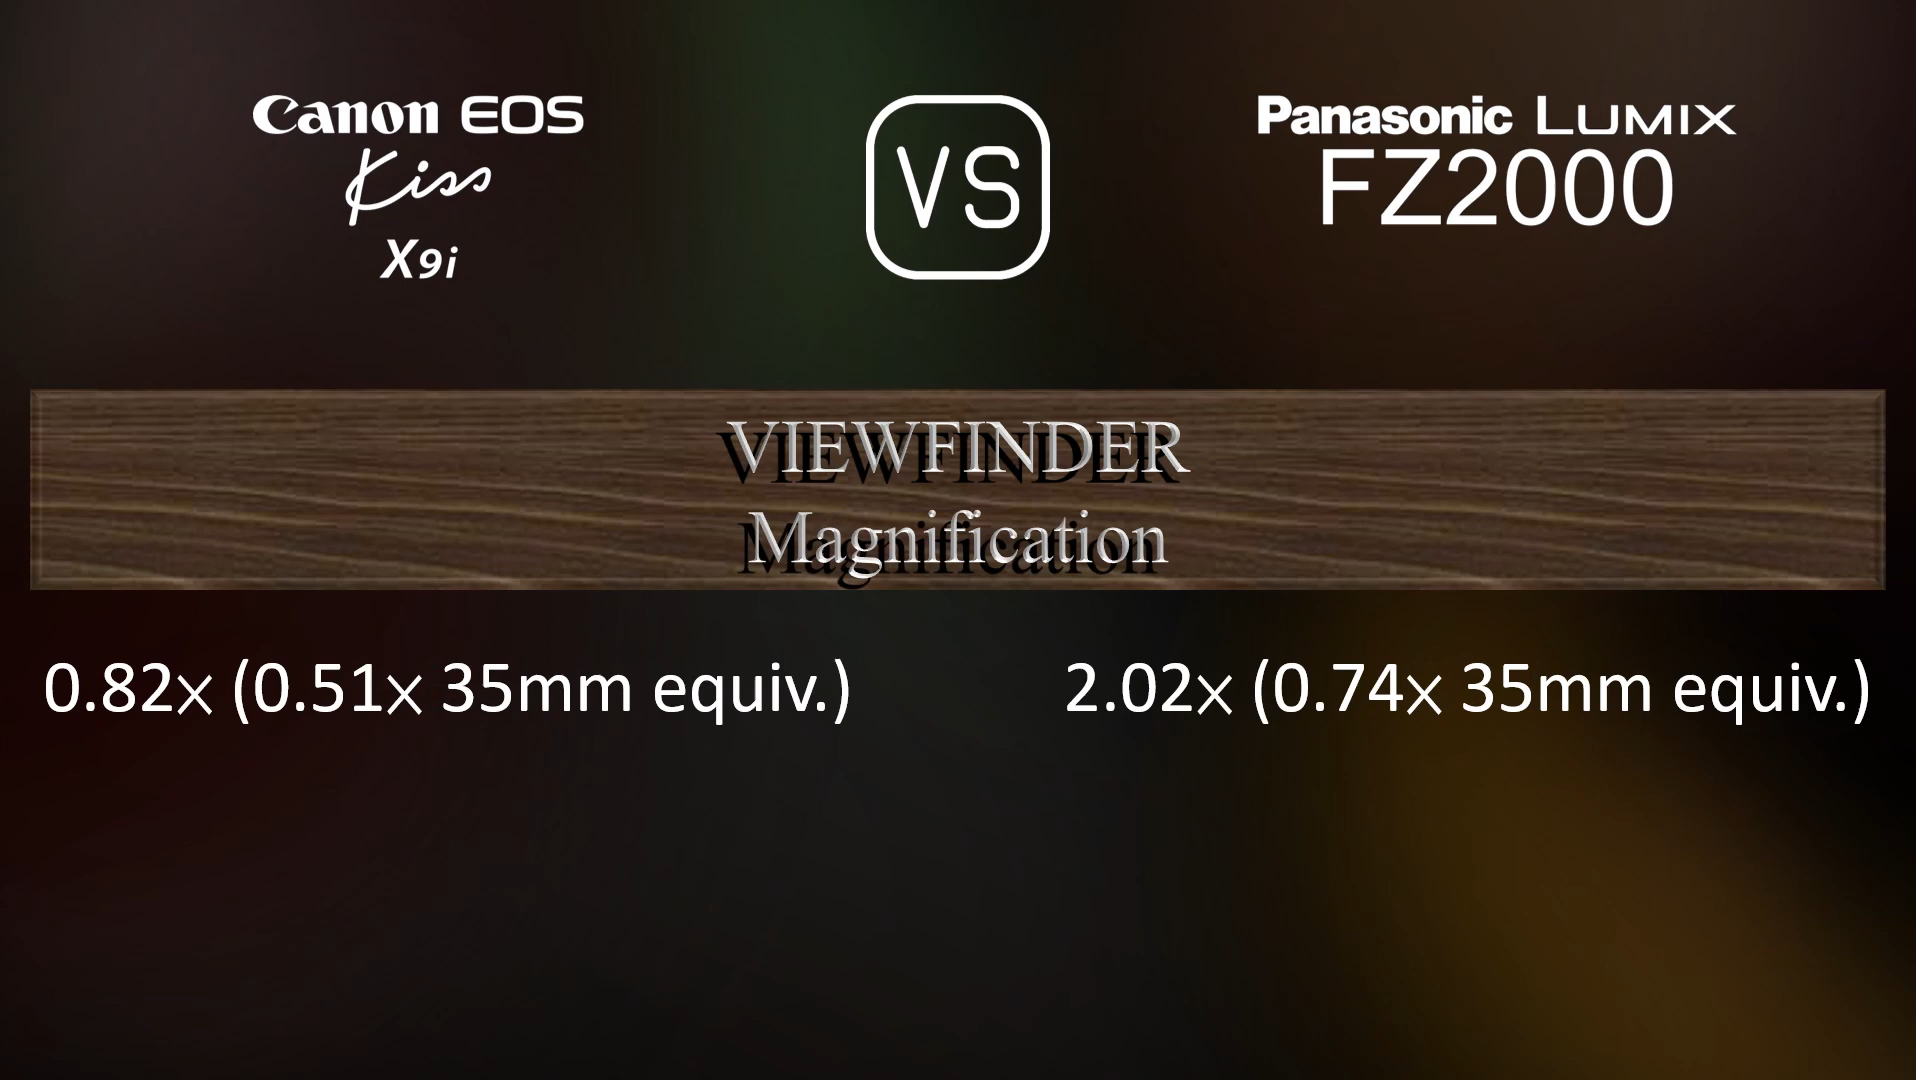 Canon EOS
Kiss
X9i
VS
Panasonic LUMIX
FZ2000
VIEWFINDER
Magnification
0.82x (0.51x 35mm equiv.)
2.02x (0.74x 35mm equiv.)